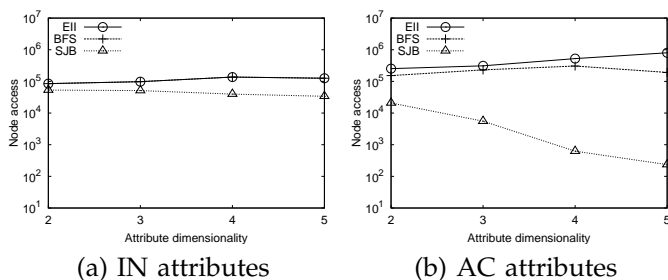 EII
BFS
SJB
10^6
10^5
10^4
10^3
10^2
10^1
Node access
2 3 4 5
Attribute dimensionality
(a) IN attributes
EII
BFS
SJB
10^7
10^6
10^5
10^4
10^3
10^2
10^1
Node access
2 3 4 5
Attribute dimensionality
(b) AC attributes